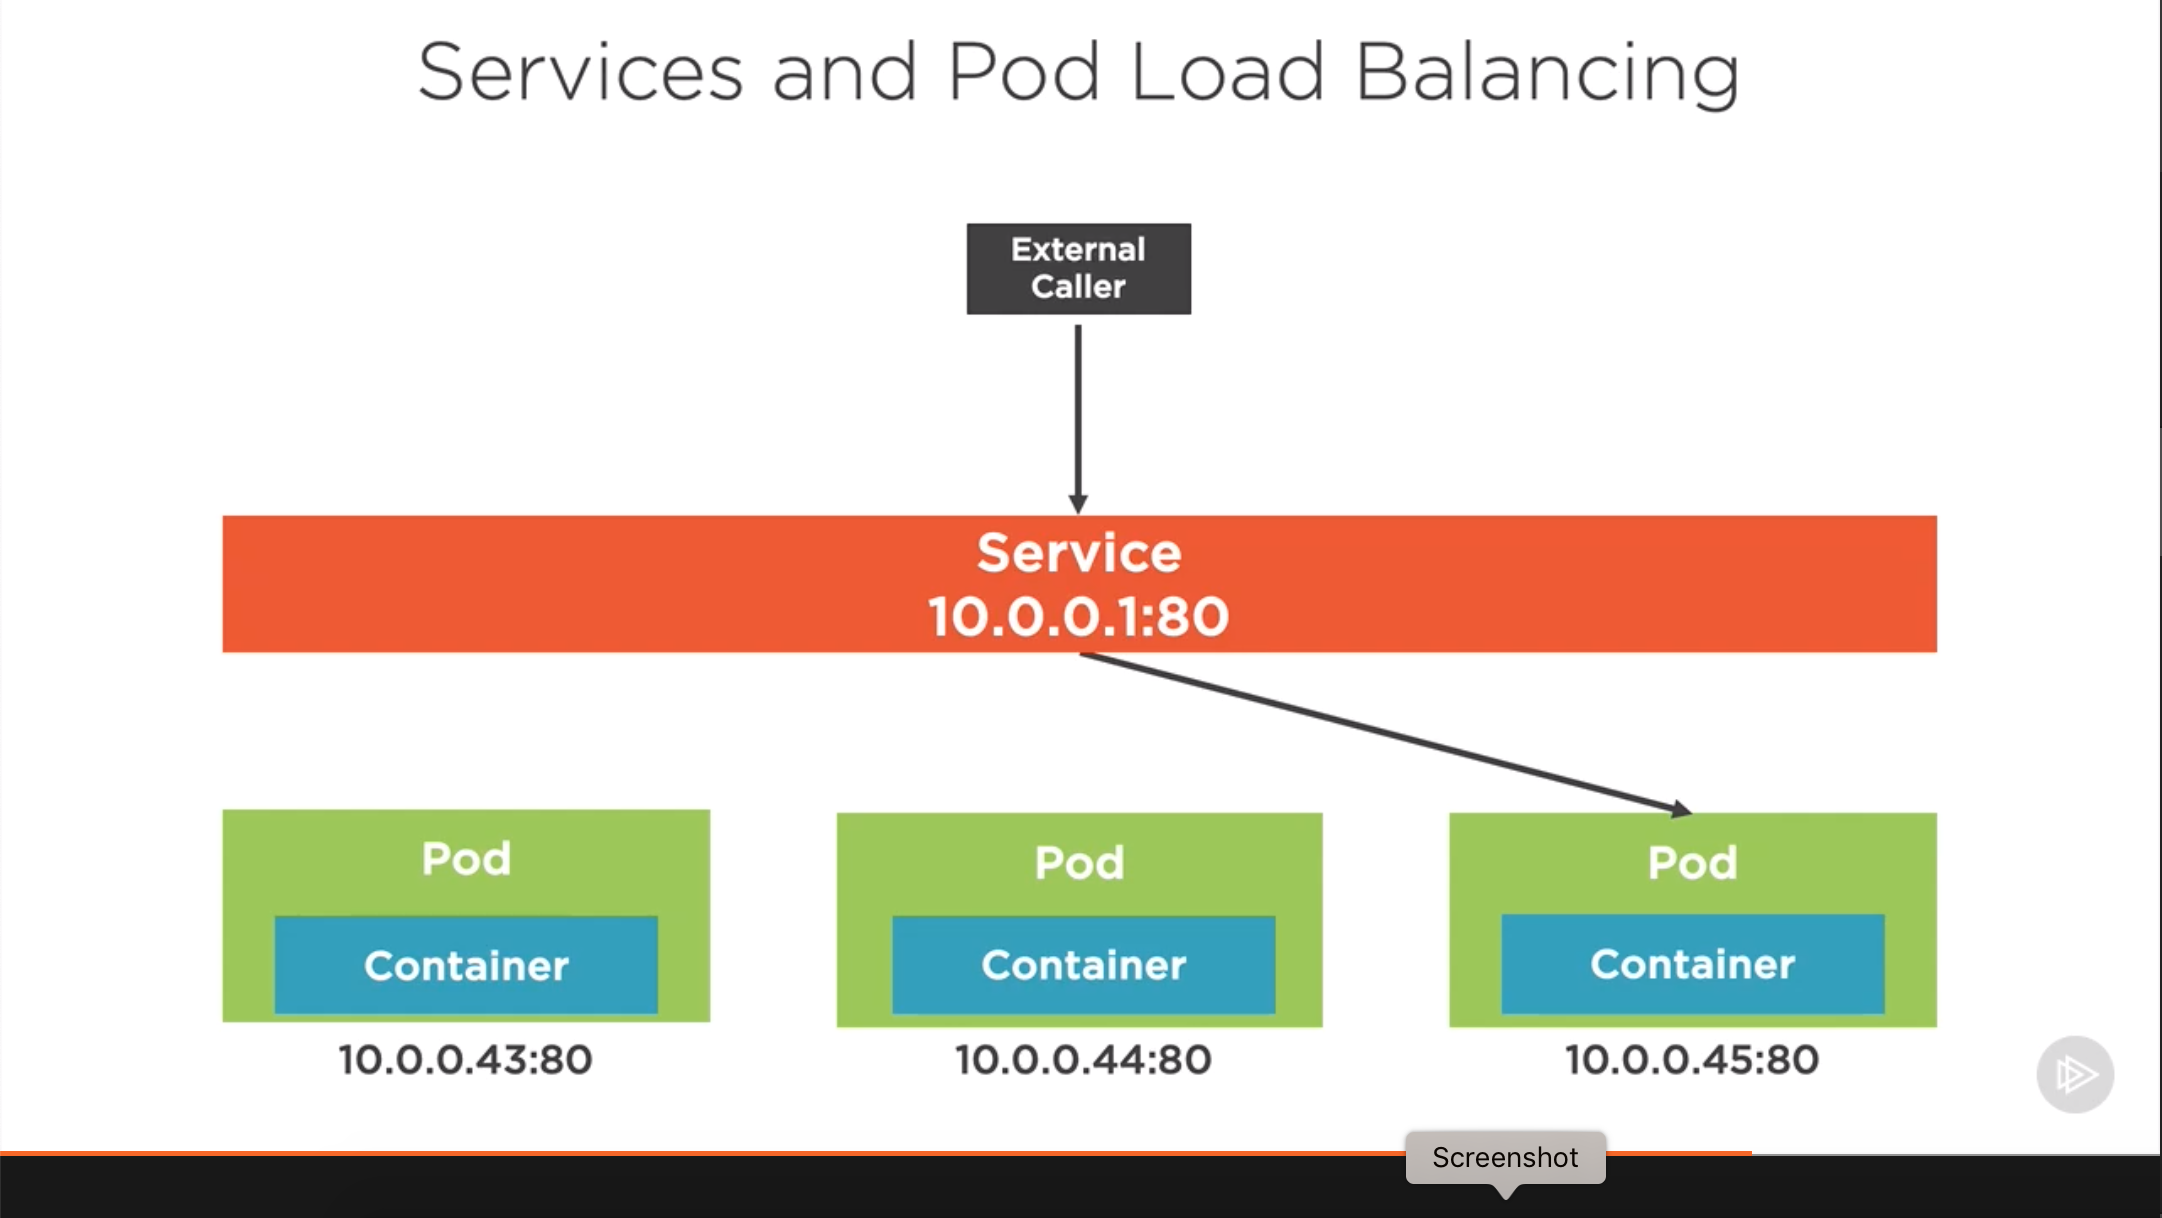 Services and Pod Load Balancing
External
Caller
Service
10.0.0.1:80
Pod
Container
10.0.0.43:80
Pod
Container
10.0.0.44:80
Pod
Container
10.0.0.45:80
Screenshot